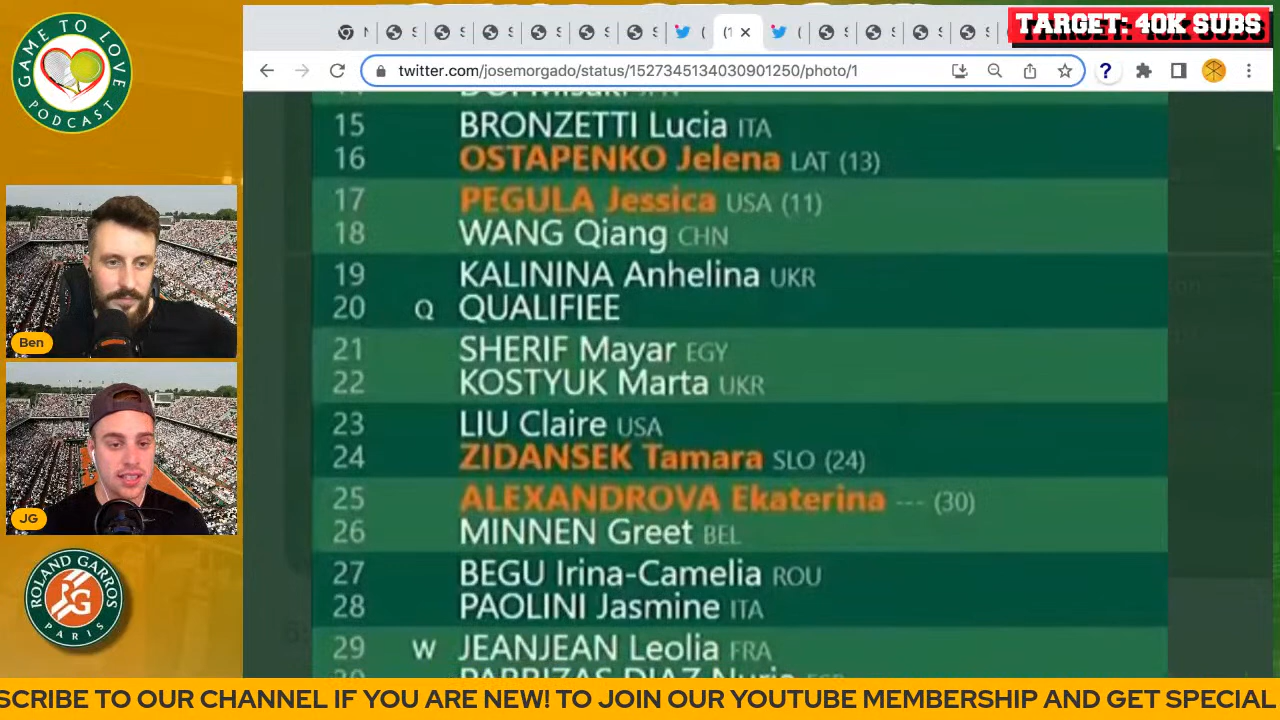 GAME TO LOVE
PODCAST
TARGET: 40K SUBS
twitter.com/josemorgado/status/1527345134030901250/photo/1
15 BRONZETTI Lucia ITA
16 OSTAPENKO Jelena LAT (13)
17 PEGULA Jessica USA (11)
18 WANG Qiang CHN
19 KALININA Anhelina UKR
20 Q QUALIFIEE
21 SHERIF Mayar EGY
22 KOSTYUK Marta UKR
23 LIU Claire USA
24 ZIDANSEK Tamara SLO (24)
25 ALEXANDROVA Ekaterina --- (30)
26 MINNEN Greet BEL
27 BEGU Irina-Camelia ROU
28 PAOLINI Jasmine ITA
29 W JEANJEAN Leolia FRA
Ben
JG
ROLAND GARROS
RG
PARIS
SCRIBE TO OUR CHANNEL IF YOU ARE NEW! TO JOIN OUR YOUTUBE MEMBERSHIP AND GET SPECIAL